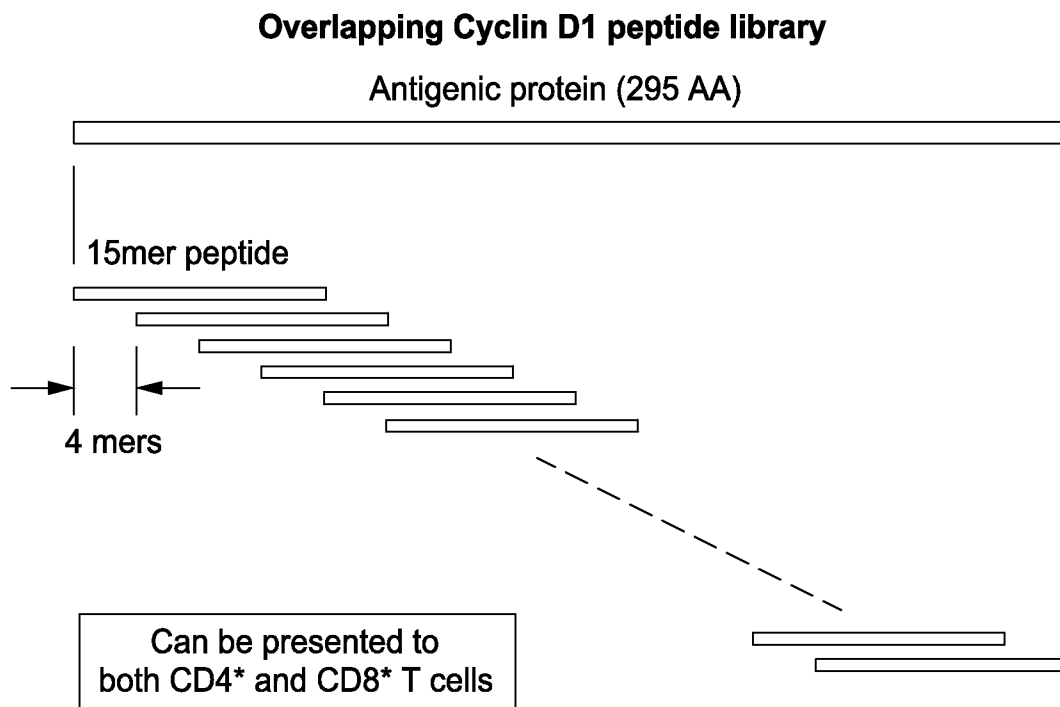 Overlapping Cyclin D1 peptide library
Antigenic protein (295 AA)
15mer peptide
4 mers
Can be presented to
both CD4* and CD8* T cells